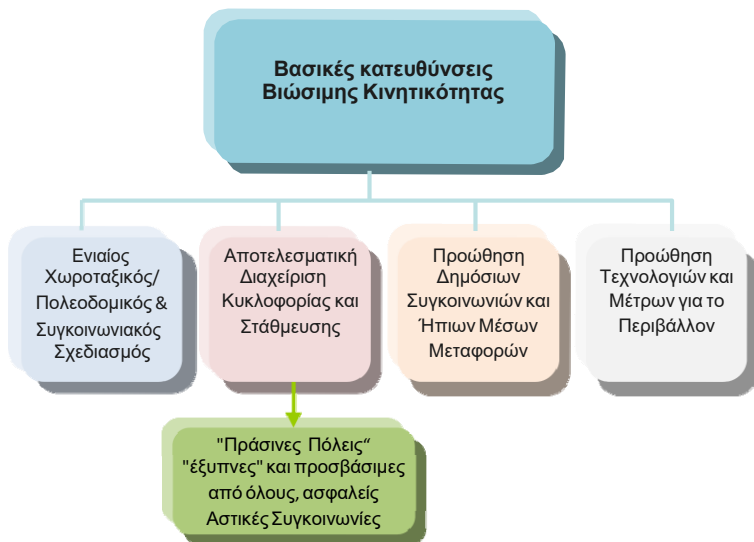 Βασικές κατευθύνσεις
Βιώσιμης Κινητικότητας
Ενιαίος
Χωροταξικός/
Πολεοδομικός &
Συγκοινωνιακός
Σχεδιασμός
Αποτελεσματική
Διαχείριση
Κυκλοφορίας και
Στάθμευσης
Προώθηση
Δημόσιων
Συγκοινωνιών και
Ήπιων Μέσων
Μεταφορών
Προώθηση
Τεχνολογιών και
Μέτρων για το
Περιβάλλον
"Πράσινες Πόλεις“
"έξυπνες" και προσβάσιμες
από όλους, ασφαλείς
Αστικές Συγκοινωνίες